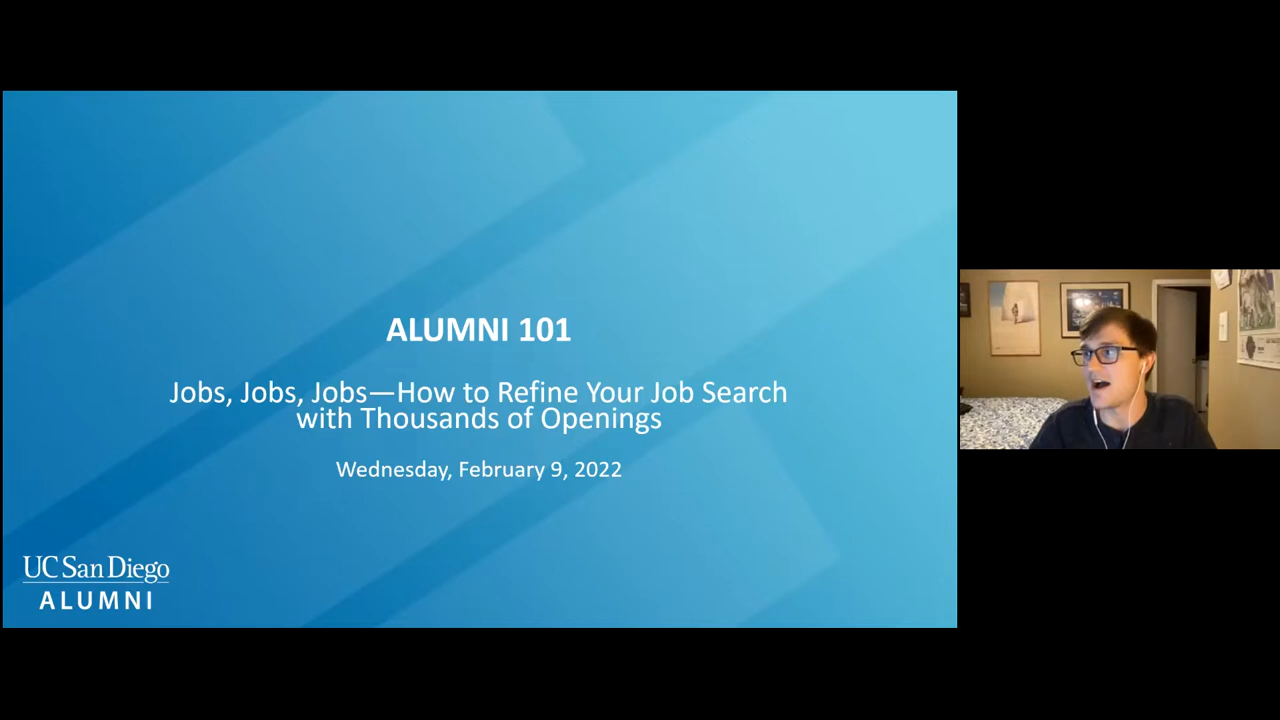 ALUMNI 101
Jobs, Jobs, Jobs—How to Refine Your Job Search
with Thousands of Openings
Wednesday, February 9, 2022
UC San Diego
ALUMNI